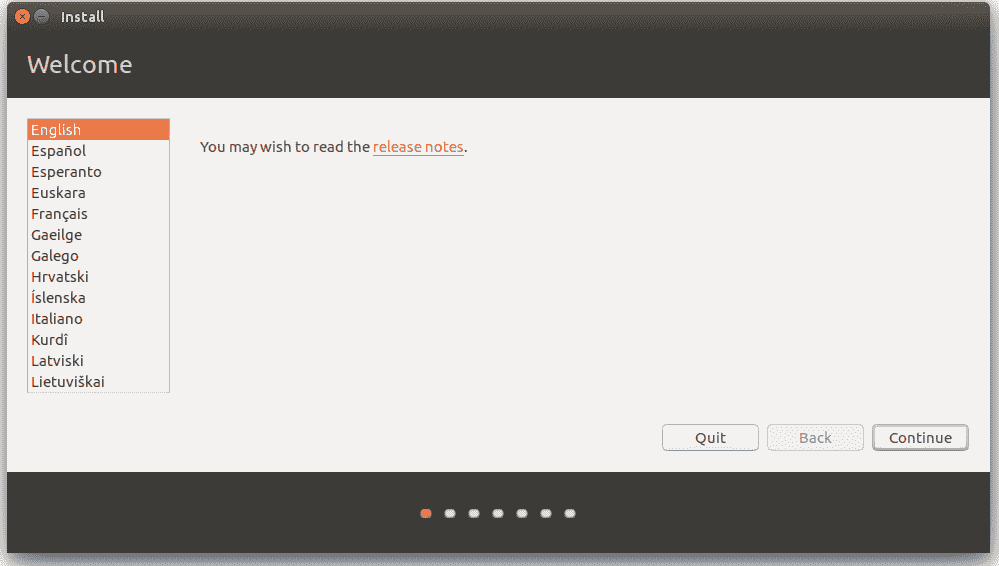 Install
Welcome
English
Español
Esperanto
Euskara
Français
Gaeilge
Galego
Hrvatski
Íslenska
Italiano
Kurdî
Latviski
Lietuviškai
You may wish to read the release notes.
Quit
Back
Continue